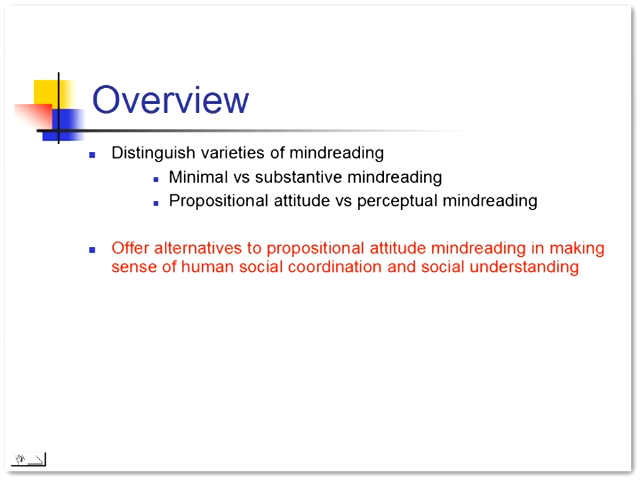 Overview
Distinguish varieties of mindreading
Minimal vs substantive mindreading
Propositional attitude vs perceptual mindreading
Offer alternatives to propositional attitude mindreading in making
sense of human social coordination and social understanding